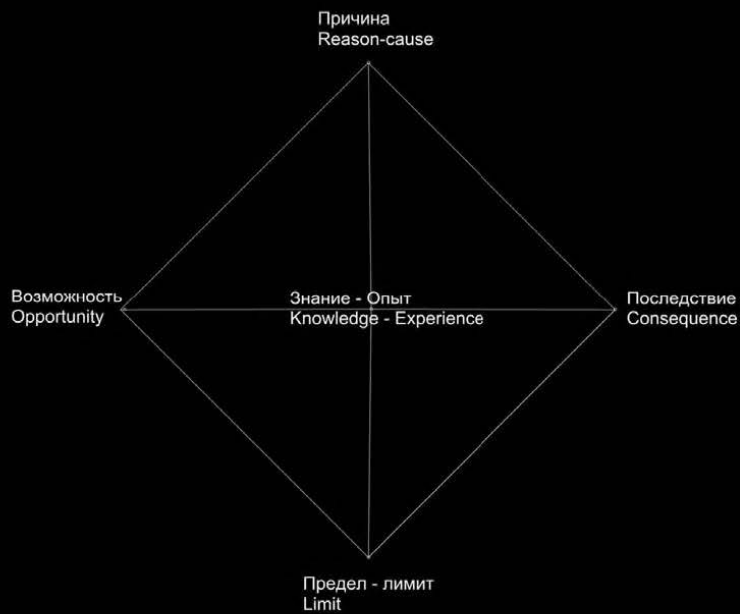 Причина
Reason-cause
Возможность
Opportunity
Знание - Опыт
Knowledge - Experience
Последствие
Consequence
Предел - лимит
Limit